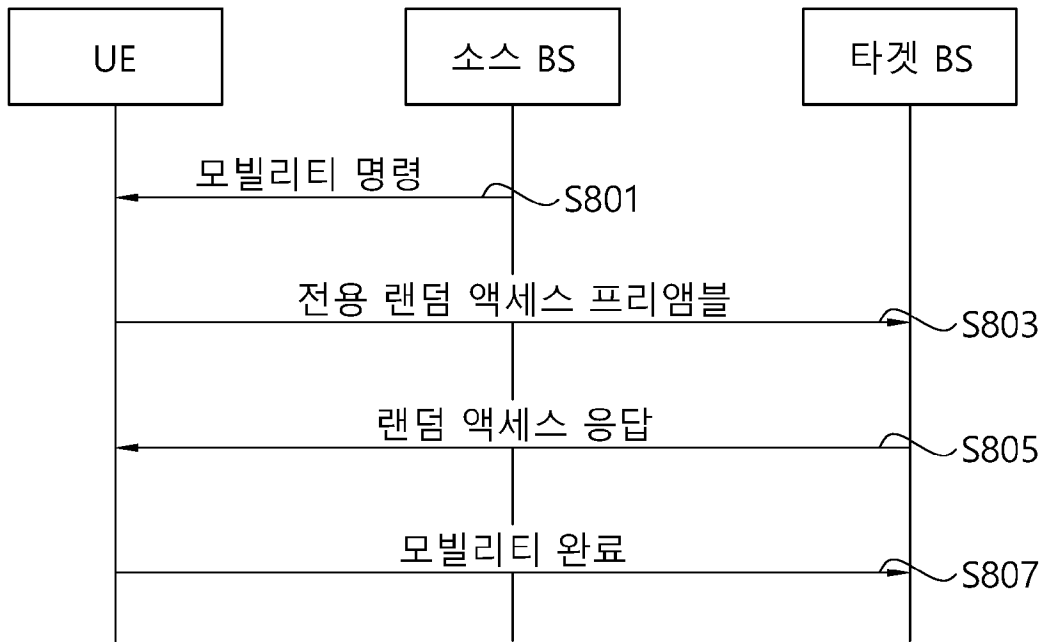 UE
소스 BS
타겟 BS
모빌리티 명령
S801
전용 랜덤 액세스 프리앰블
S803
랜덤 액세스 응답
S805
모빌리티 완료
S807